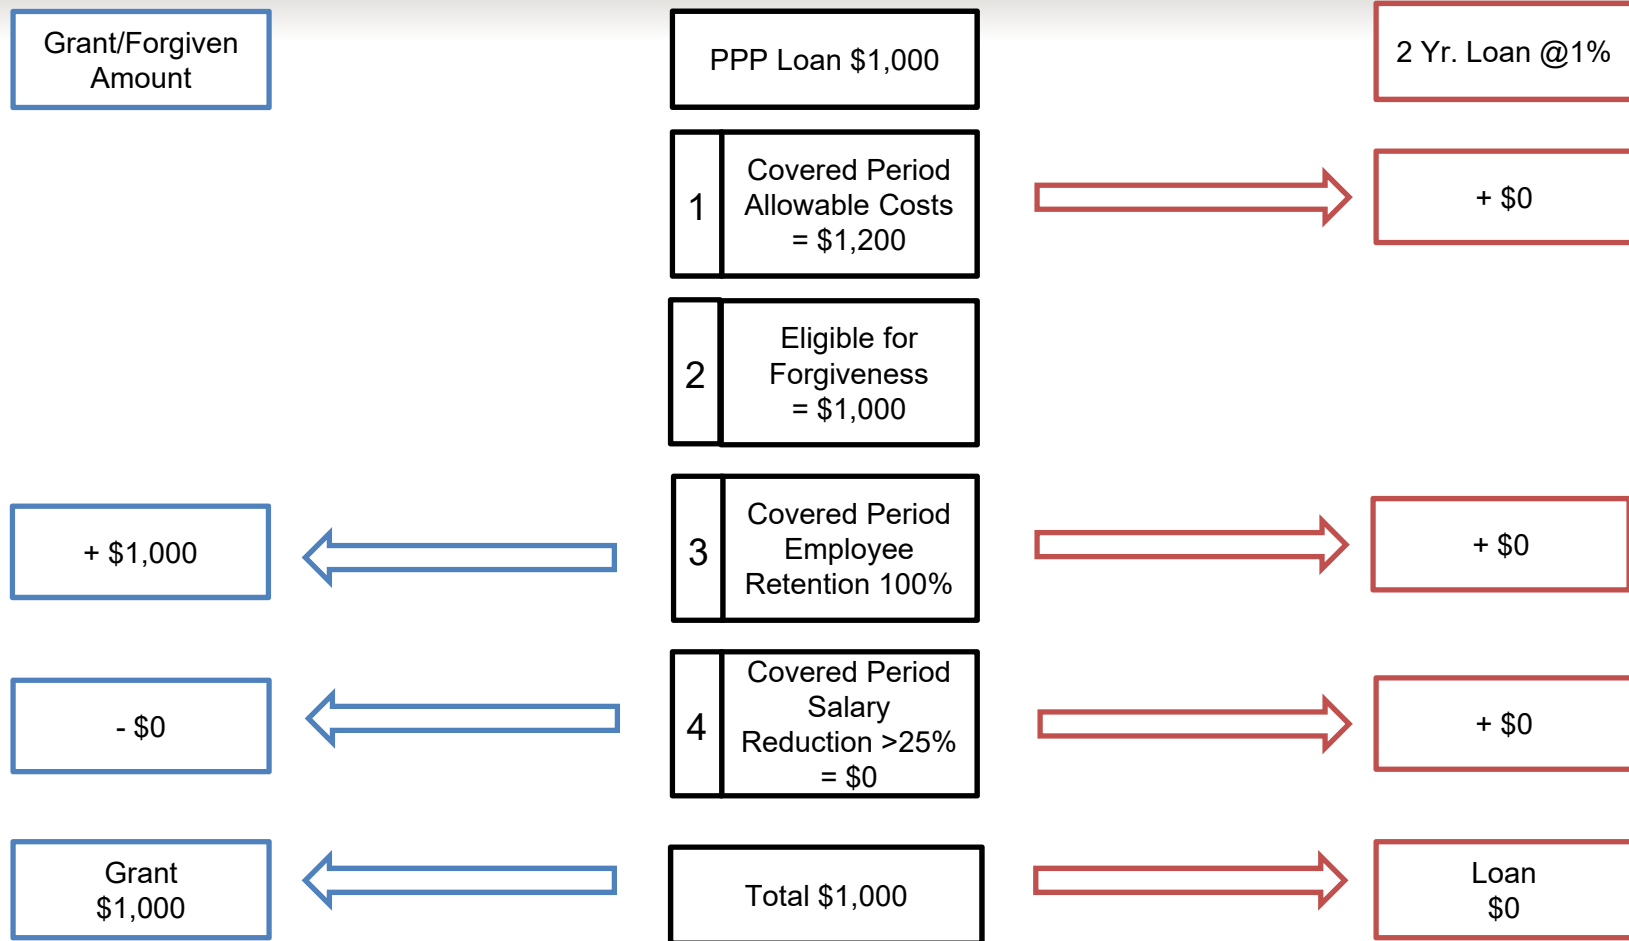 Grant/Forgiven
Amount
PPP Loan $1,000
2 Yr. Loan @1%
1
Covered Period
Allowable Costs
= $1,200
+ $0
2
Eligible for
Forgiveness
= $1,000
+ $1,000
3
Covered Period
Employee
Retention 100%
+ $0
- $0
4
Covered Period
Salary
Reduction >25%
= $0
+ $0
Grant
$1,000
Total $1,000
Loan
$0